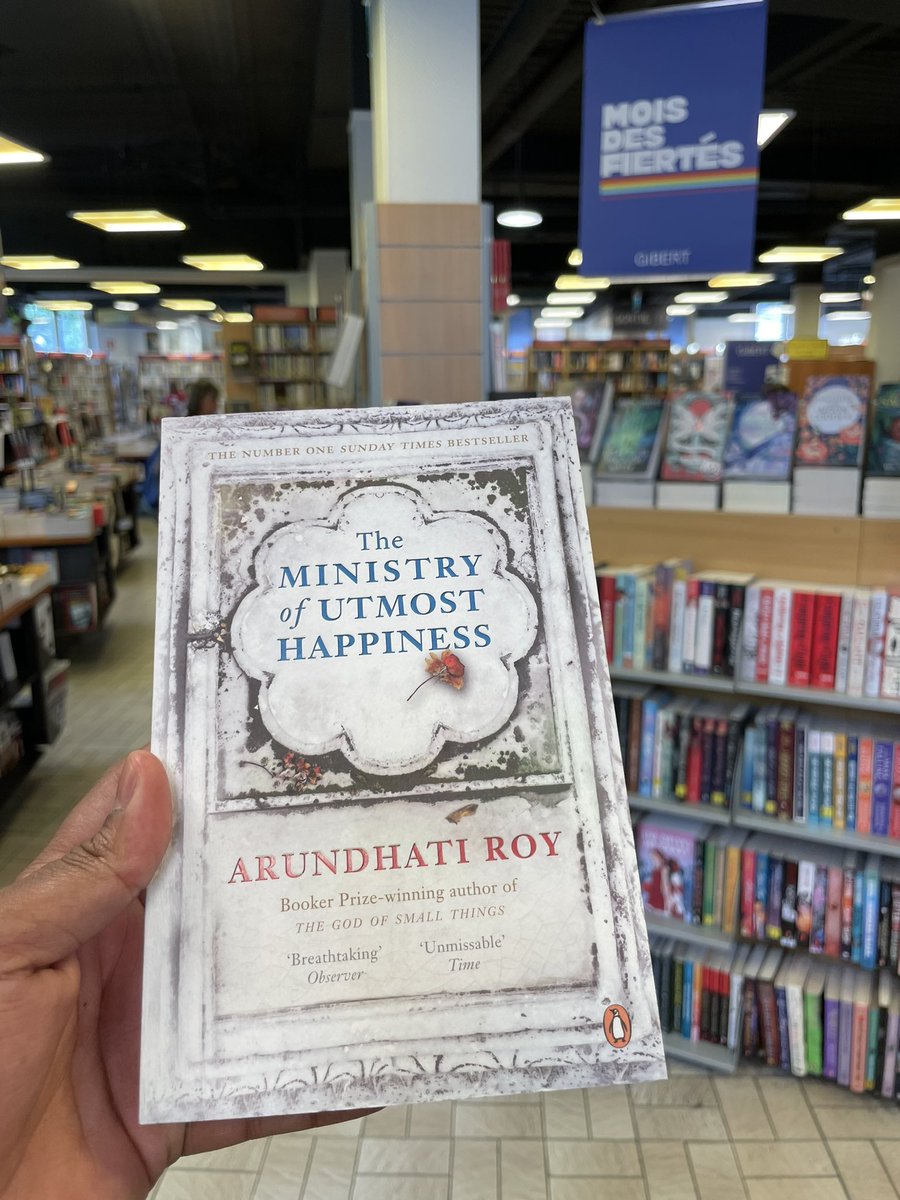 MOIS
DES
FIERTÉS
GIBERT
THE NUMBER ONE SUNDAY TIMES BESTSELLER
The
MINISTRY
of UTMOST
HAPPINESS
ARUNDHATI ROY
Booker Prize-winning author of
THE GOD OF SMALL THINGS
'Breathtaking' 'Unmissable'
Observer Time